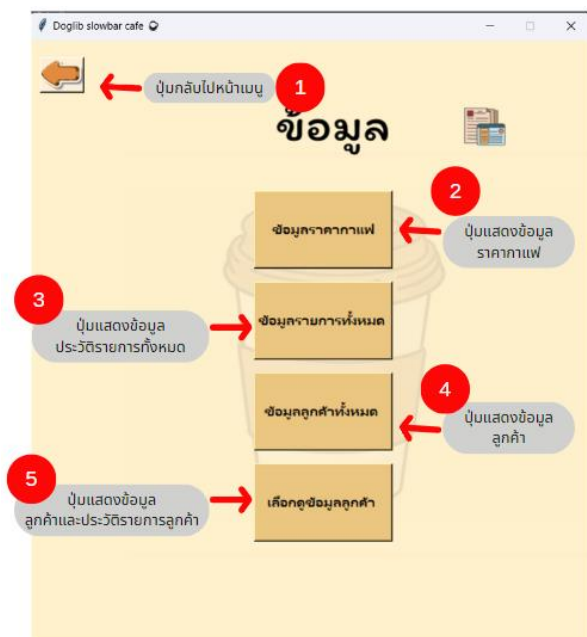 Doglib slowbar cafe
ปุ่มกลับไปหน้าเมนู
1
ข้อมูล
2
ข้อมูลราคากาแฟ
ปุ่มแสดงข้อมูล
ราคากาแฟ
3
ปุ่มแสดงข้อมูล
ประวัติรายการทั้งหมด
ข้อมูลรายการทั้งหมด
4
ข้อมูลลูกค้าทั้งหมด
ปุ่มแสดงข้อมูล
ลูกค้า
5
ปุ่มแสดงข้อมูล
ลูกค้าและประวัติรายการลูกค้า
เลือกดูข้อมูลลูกค้า